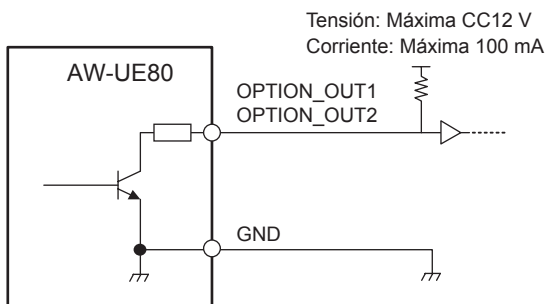 Tensión: Máxima CC12 V
Corriente: Máxima 100 mA
AW-UE80
OPTION_OUT1
OPTION_OUT2
GND